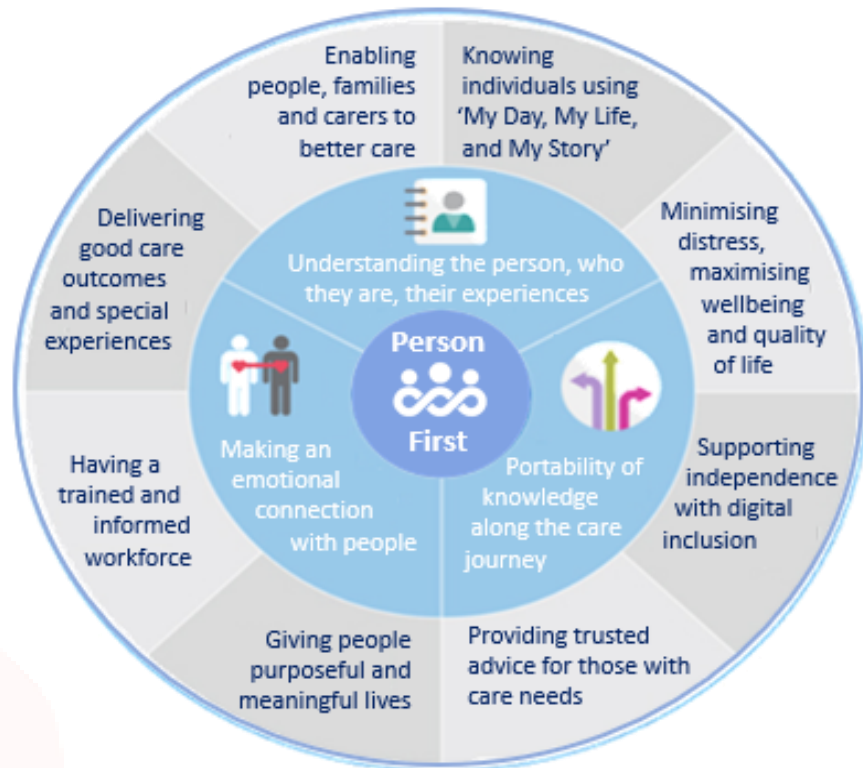 Enabling
people, families
and carers to
better care
Knowing
individuals using
‘My Day, My Life,
and My Story’
Minimising
distress,
maximising
wellbeing
and quality
of life
Supporting
independence
with digital
inclusion
Providing trusted
advice for those with
care needs
Giving people
purposeful and
meaningful lives
Having a
trained and
informed
workforce
Delivering
good care
outcomes
and special
experiences
Understanding the person, who
they are, their experiences
Portability of
knowledge
along the care
journey
Making an
emotional
connection
with people
Person
First